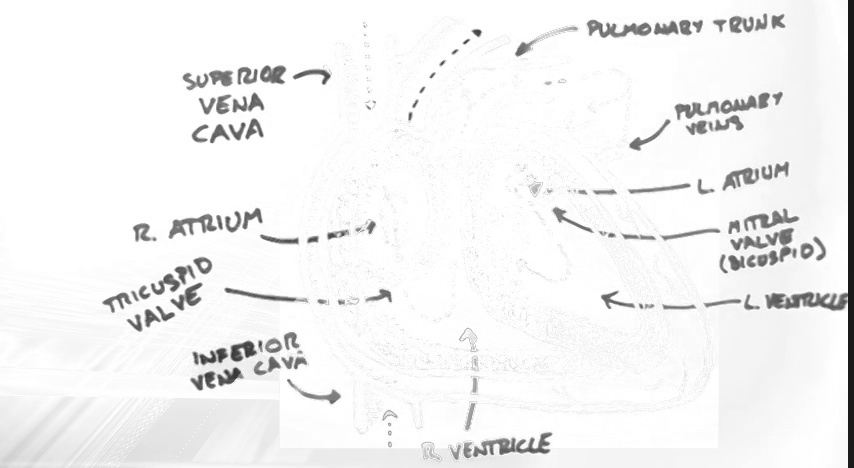 PULMONARY TRUNK
SUPERIOR
VENA
CAVA
PULMONARY
VEINS
L. ATRIUM
R. ATRIUM
MITRAL
VALVE
(BICUSPID)
TRICUSPID
VALVE
L. VENTRICLE
INFERIOR
VENA CAVA
R VENTRICLE